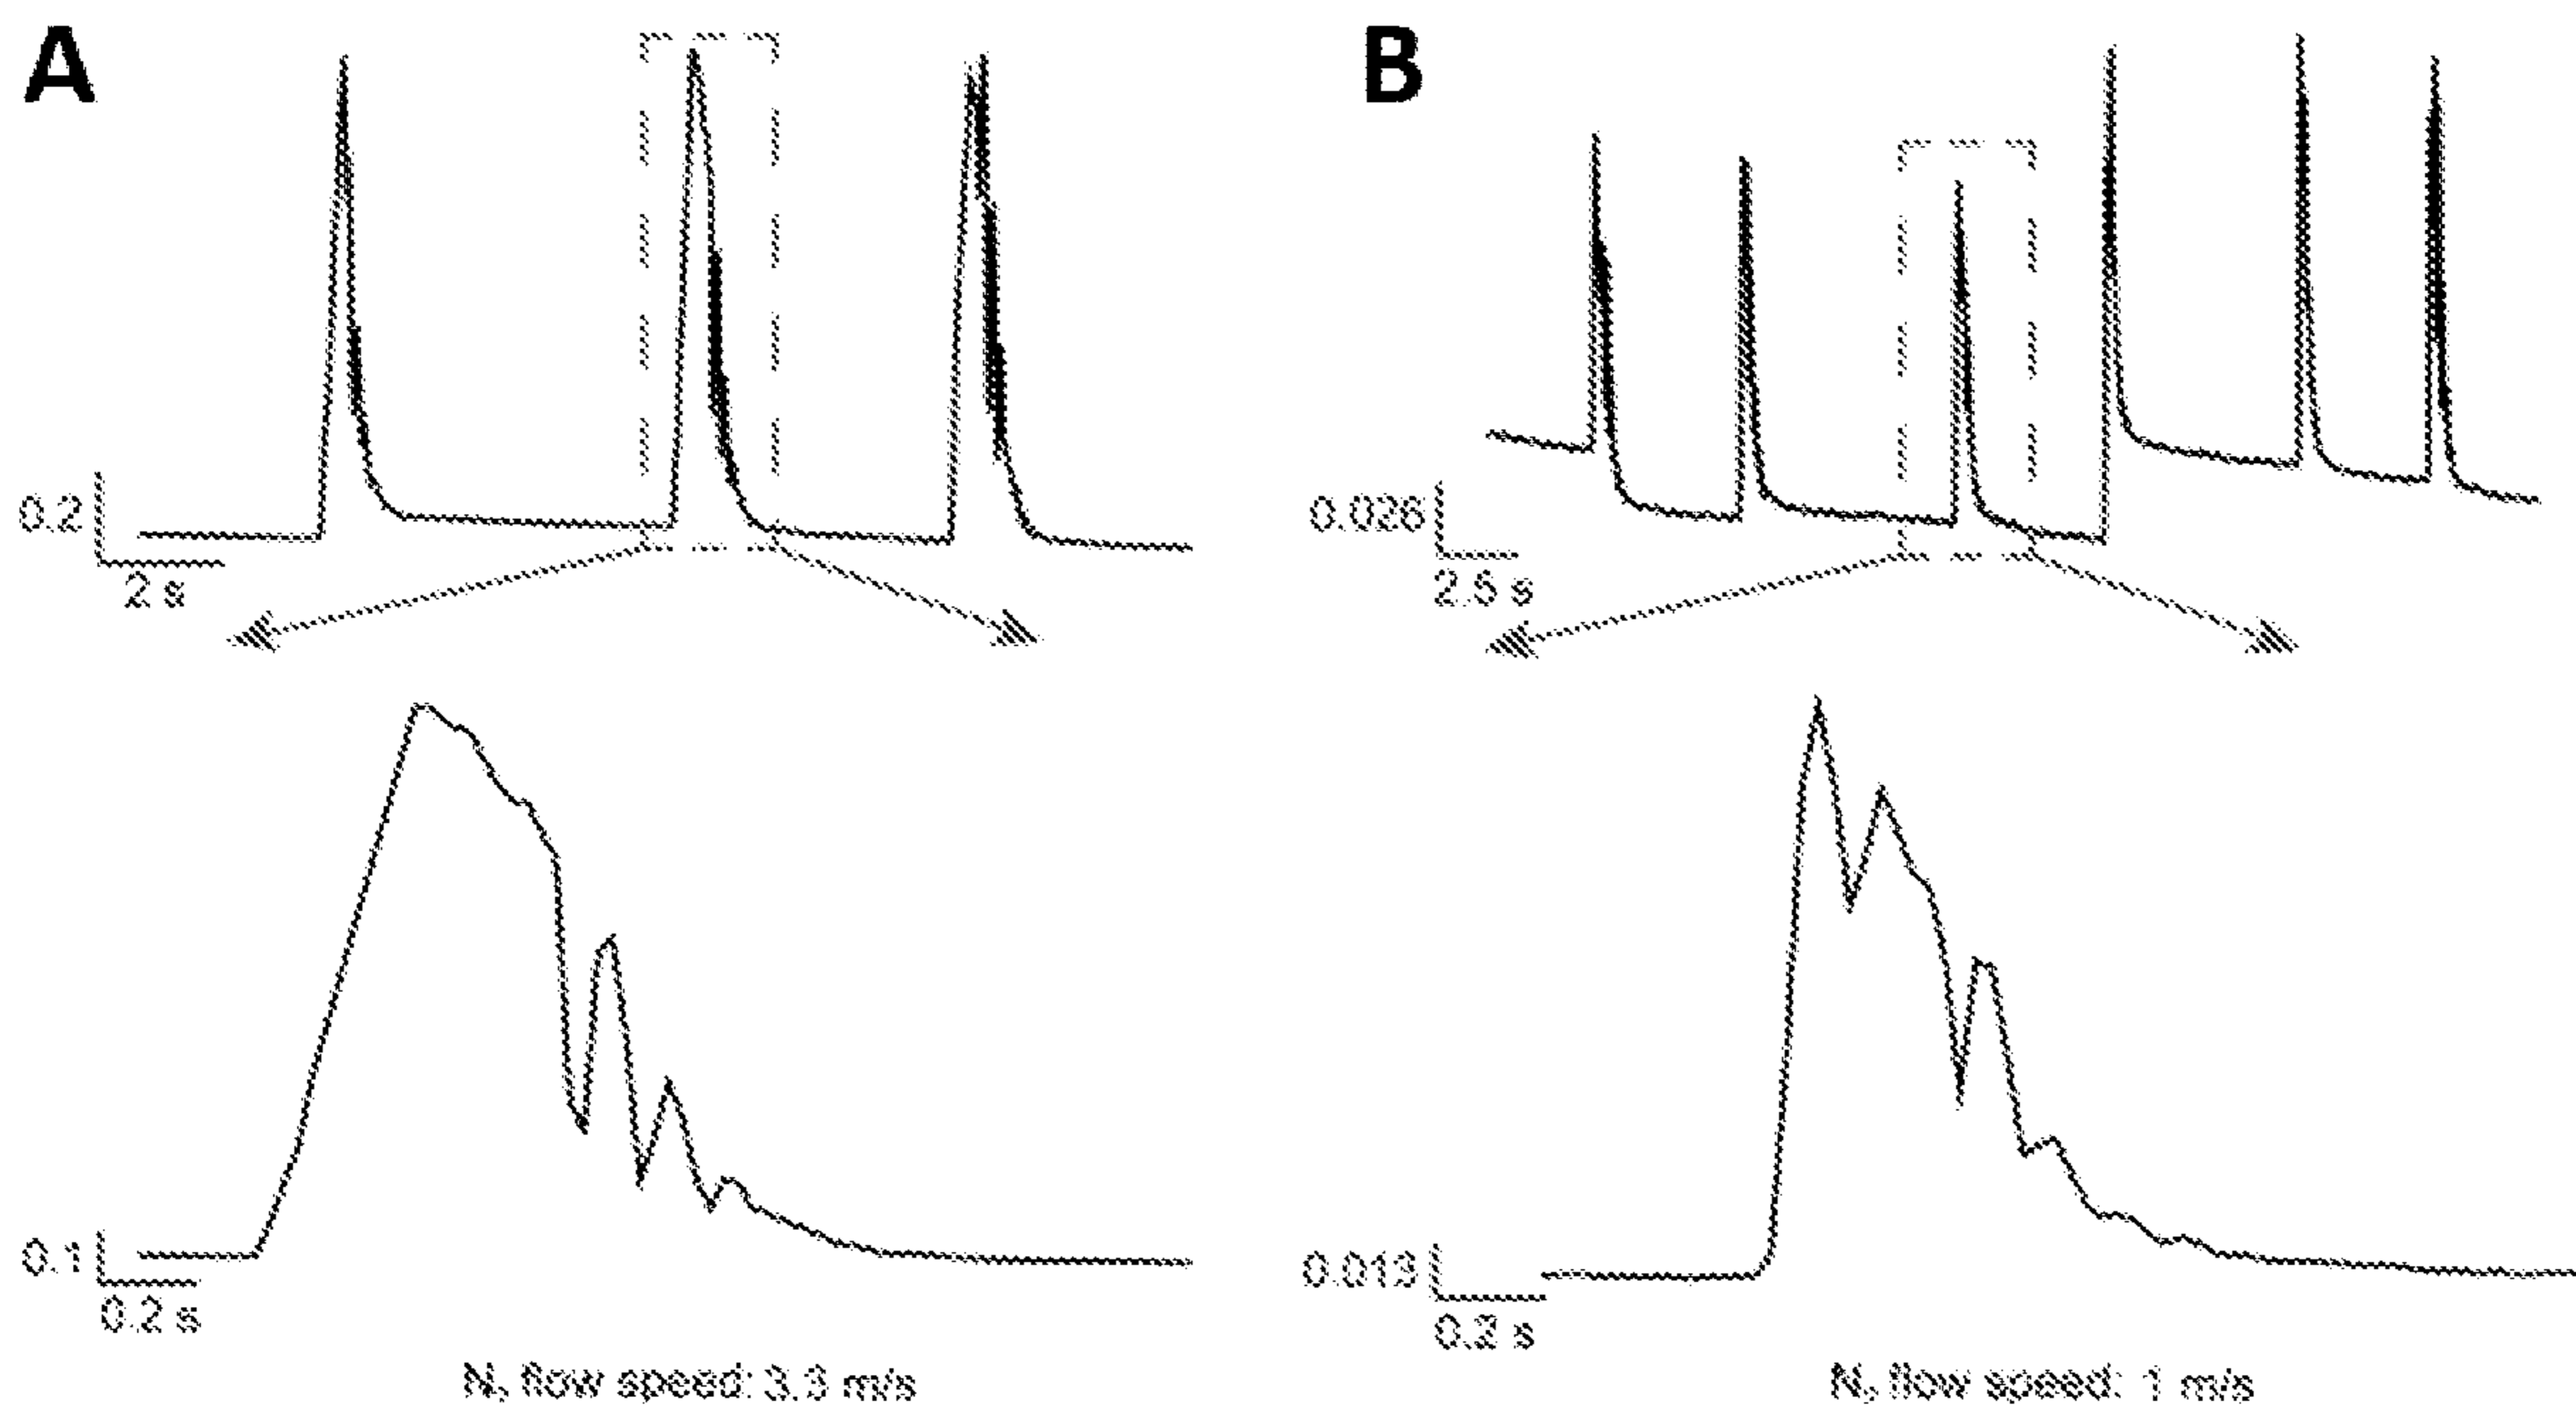 A
B
0.2
2 s
0.026
2.6 s
0.1
0.2 s
0.013
0.2 s
N₂ flow speed: 3.3 m/s
N₂ flow speed: 1 m/s